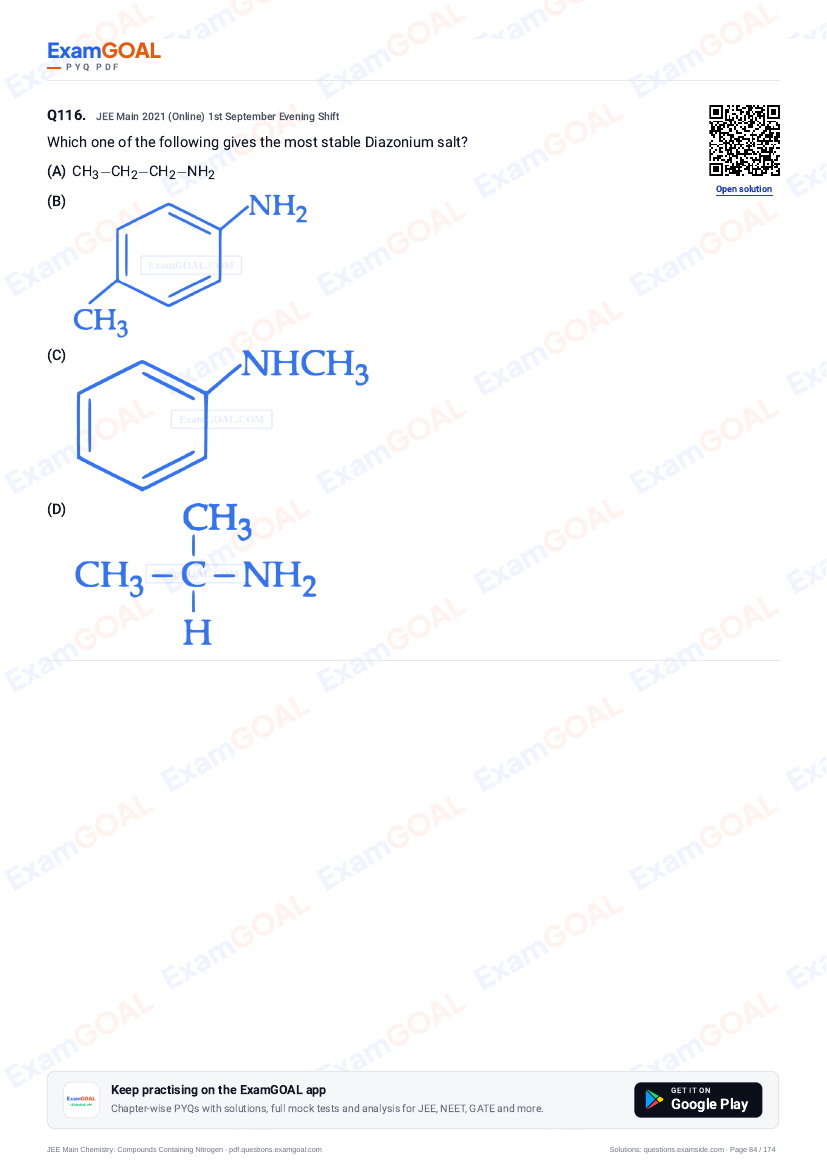 ExamGOAL
PYQ PDF
Q116. JEE Main 2021 (Online) 1st September Evening Shift
Which one of the following gives the most stable Diazonium salt?
Open solution
(A) CH₃–CH₂–CH₂–NH₂
(B)
NH₂
ExamGOAL.COM
CH₃
(C)
NHCH₃
ExamGOAL.COM
(D)
CH₃
CH₃–C–NH₂
H
Keep practising on the ExamGOAL app
Chapter-wise PYQs with solutions, full mock tests and analysis for JEE, NEET, GATE and more.
GET IT ON
Google Play
JEE Main Chemistry: Compounds Containing Nitrogen · pdf.questions.examgoal.com
Solutions: questions.examside.com · Page 84 / 174